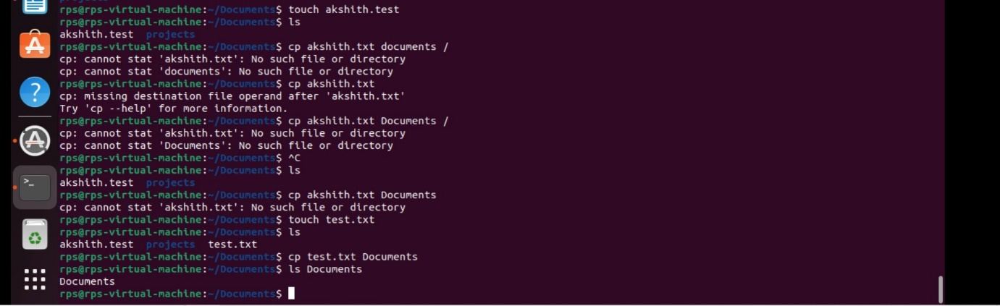 projects
rps@rps-virtual-machine:~/Documents$ touch akshith.test
rps@rps-virtual-machine:~/Documents$ ls
akshith.test  projects
rps@rps-virtual-machine:~/Documents$ cp akshith.txt documents /
cp: cannot stat 'akshith.txt': No such file or directory
cp: cannot stat 'documents': No such file or directory
rps@rps-virtual-machine:~/Documents$ cp akshith.txt
cp: missing destination file operand after 'akshith.txt'
Try 'cp --help' for more information.
rps@rps-virtual-machine:~/Documents$ cp akshith.txt Documents /
cp: cannot stat 'akshith.txt': No such file or directory
cp: cannot stat 'Documents': No such file or directory
rps@rps-virtual-machine:~/Documents$ ^C
rps@rps-virtual-machine:~/Documents$ ls
akshith.test  projects
rps@rps-virtual-machine:~/Documents$ cp akshith.txt Documents
cp: cannot stat 'akshith.txt': No such file or directory
rps@rps-virtual-machine:~/Documents$ touch test.txt
rps@rps-virtual-machine:~/Documents$ ls
akshith.test  projects  test.txt
rps@rps-virtual-machine:~/Documents$ cp test.txt Documents
rps@rps-virtual-machine:~/Documents$ ls Documents
Documents
rps@rps-virtual-machine:~/Documents$